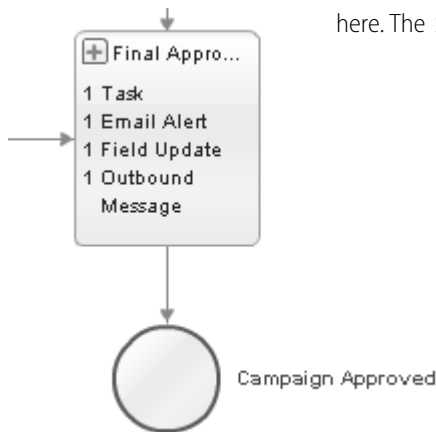 here. The
Final Appro...
1 Task
1 Email Alert
1 Field Update
1 Outbound
Message
Campaign Approved